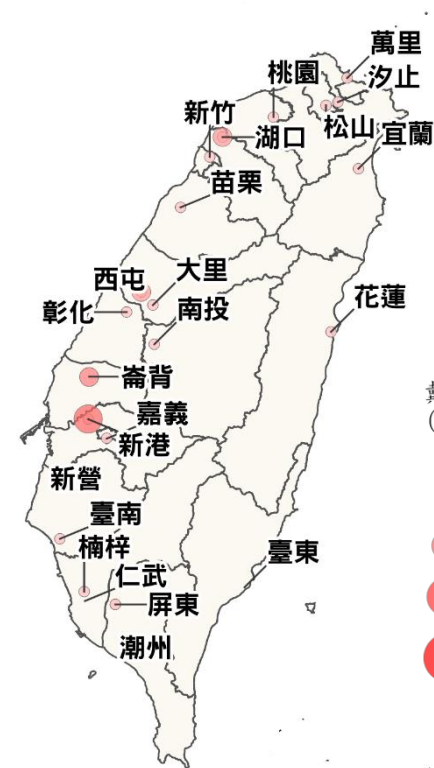 萬里
桃園
汐止
新竹
松山
湖口
宜蘭
苗栗
西屯
大里
花蓮
彰化
南投
崙背
嘉義
新港
新營
臺南
臺東
楠梓
仁武
屏東
潮州